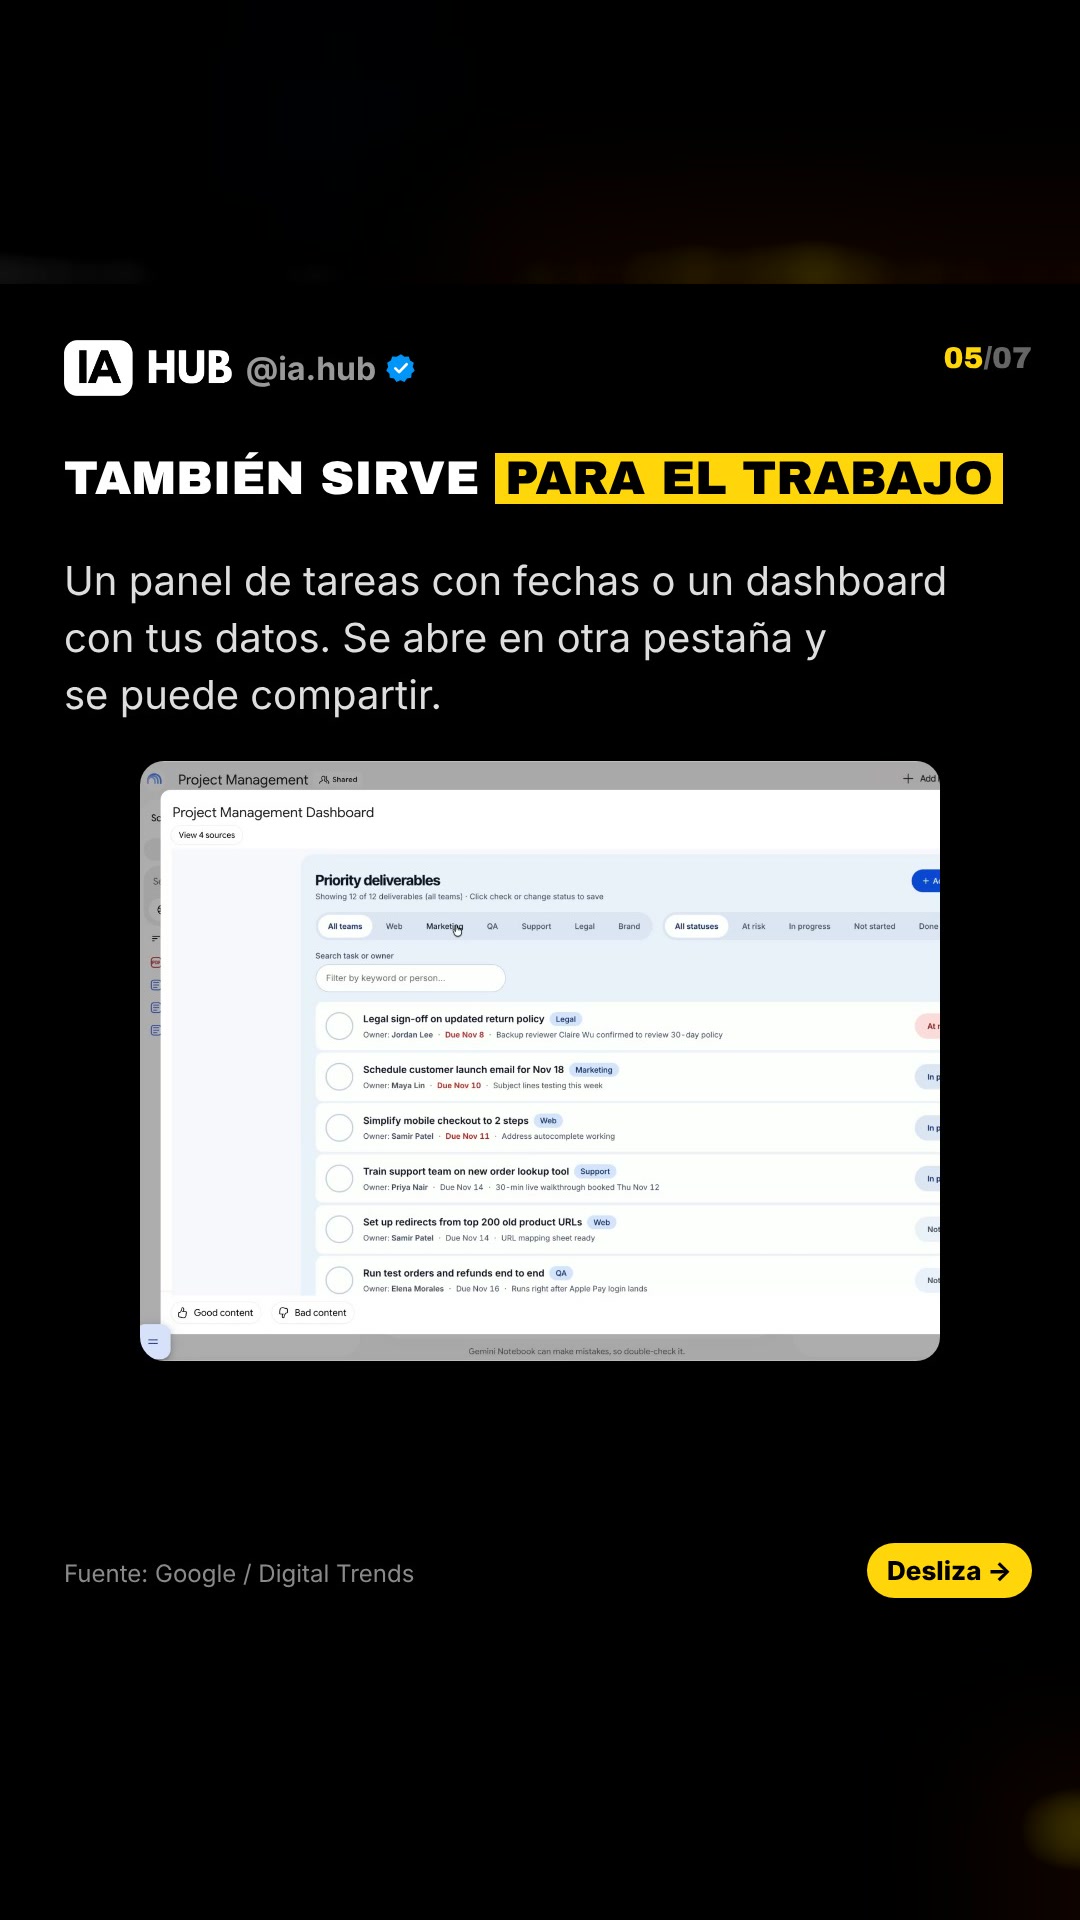 IA HUB @ia.hub
05/07
TAMBIÉN SIRVE PARA EL TRABAJO
Un panel de tareas con fechas o un dashboard
con tus datos. Se abre en otra pestaña y
se puede compartir.
Project Management Shared
Add
Project Management Dashboard
View 4 sources
Priority deliverables
Showing 12 of 12 deliverables (all teams) · Click check or change status to save
All teams Web Marketing QA Support Legal Brand All statuses At risk In progress Not started Done
Search task or owner
Filter by keyword or person...
Legal sign-off on updated return policy Legal
Owner: Jordan Lee · Due Nov 8 · Backup reviewer Claire Wu confirmed to review 30-day policy
Schedule customer launch email for Nov 18 Marketing
Owner: Maya Lin · Due Nov 10 · Subject lines testing this week
Simplify mobile checkout to 2 steps Web
Owner: Samir Patel · Due Nov 11 · Address autocomplete working
Train support team on new order lookup tool Support
Owner: Priya Nair · Due Nov 14 · 30-min live walkthrough booked Thu Nov 12
Set up redirects from top 200 old product URLs Web
Owner: Samir Patel · Due Nov 14 · URL mapping sheet ready
Not
Run test orders and refunds end to end QA
Owner: Elena Morales · Due Nov 16 · Runs right after Apple Pay login lands
Not
Good content Bad content
Gemini Notebook can make mistakes, so double-check it.
Fuente: Google / Digital Trends
Desliza →